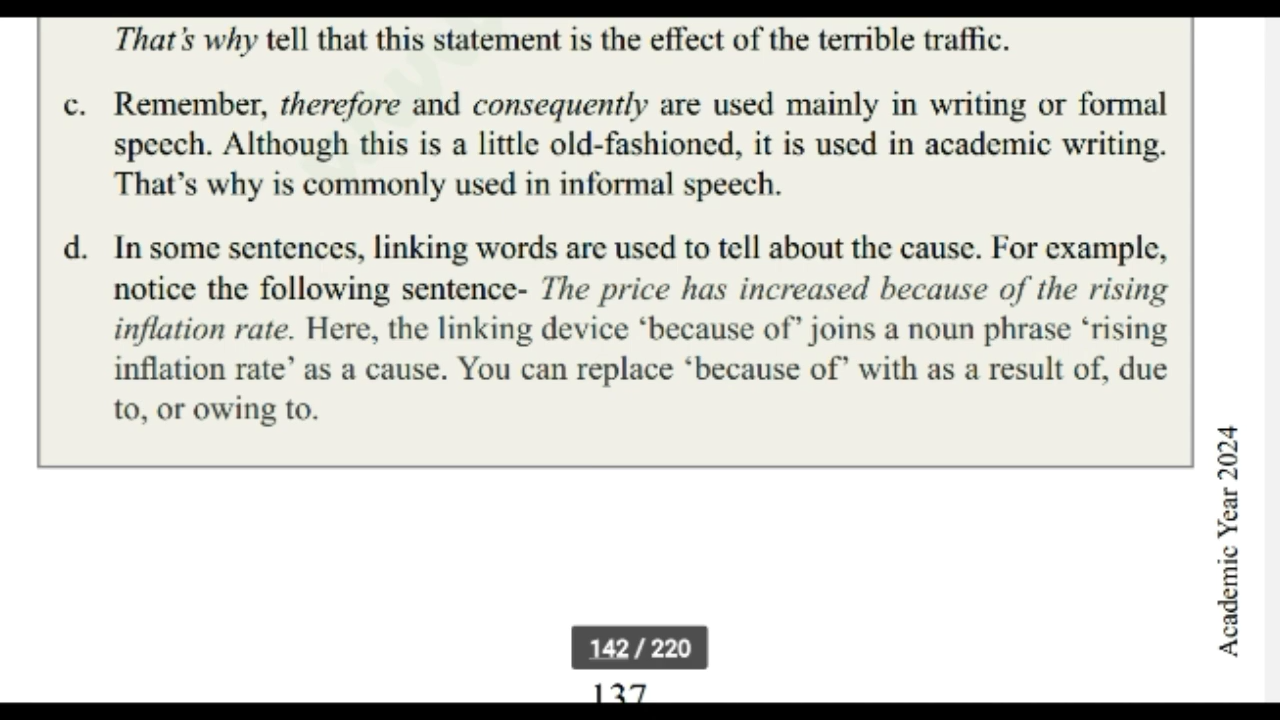 That's why tell that this statement is the effect of the terrible traffic.
c. Remember, therefore and consequently are used mainly in writing or formal
speech. Although this is a little old-fashioned, it is used in academic writing.
That's why is commonly used in informal speech.
d. In some sentences, linking words are used to tell about the cause. For example,
notice the following sentence- The price has increased because of the rising
inflation rate. Here, the linking device ‘because of’ joins a noun phrase ‘rising
inflation rate’ as a cause. You can replace ‘because of’ with as a result of, due
to, or owing to.
Academic Year 2024
142 / 220
137